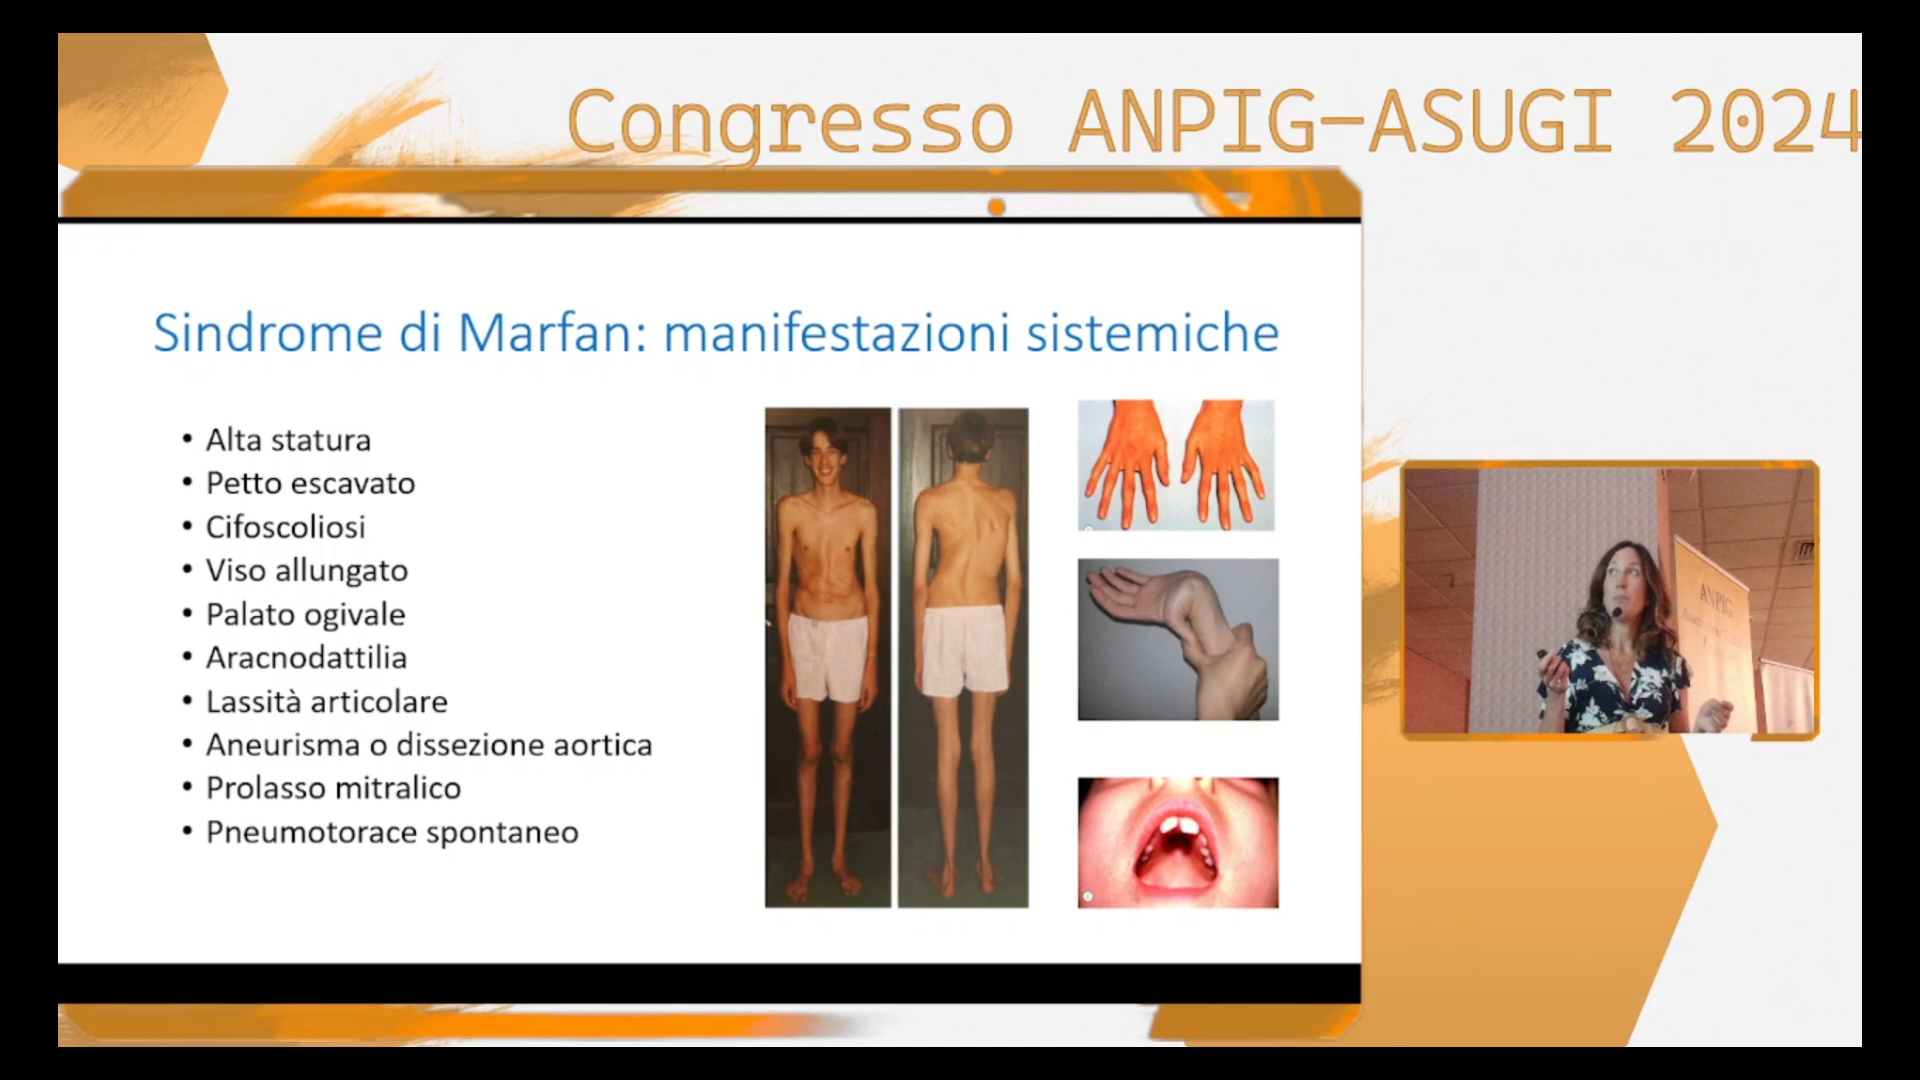 Congresso ANPIG-ASUGI 2024
Sindrome di Marfan: manifestazioni sistemiche
• Alta statura
• Petto escavato
• Cifoscoliosi
• Viso allungato
• Palato ogivale
• Aracnodattilia
• Lassità articolare
• Aneurisma o dissezione aortica
• Prolasso mitralico
• Pneumotorace spontaneo
ANPIG